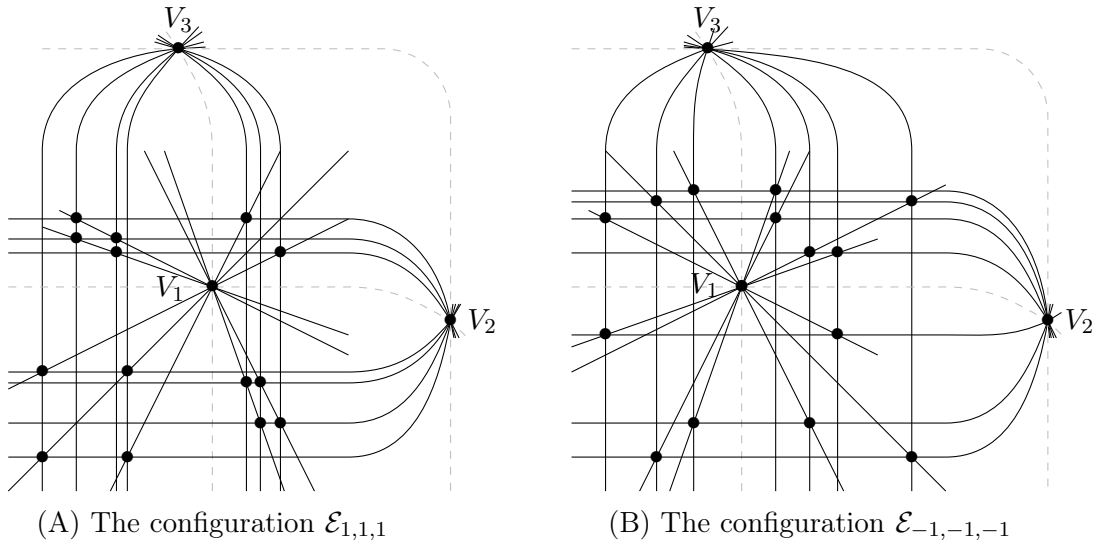 V₃ V₃
V₁ V₁
V₂ V₂
(A) The configuration ℰ₁,₁,₁ (B) The configuration ℰ₋₁,₋₁,₋₁